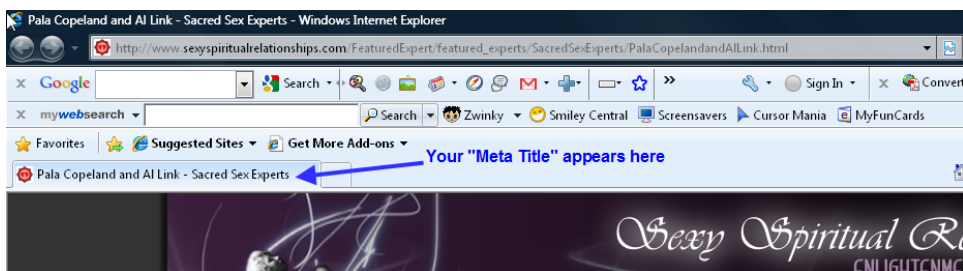 Pala Copeland and Al Link - Sacred Sex Experts - Windows Internet Explorer
http://www.sexyspiritualrelationships.com/FeaturedExpert/featured_experts/SacredSexExperts/PalaCopelandandAlLink.html
x Google Search Sign In x Convert
x mywebsearch Search Zwinky Smiley Central Screensavers Cursor Mania MyFunCards
Favorites Suggested Sites Get More Add-ons
Your "Meta Title" appears here
Pala Copeland and Al Link - Sacred Sex Experts
Sexy Spiritual